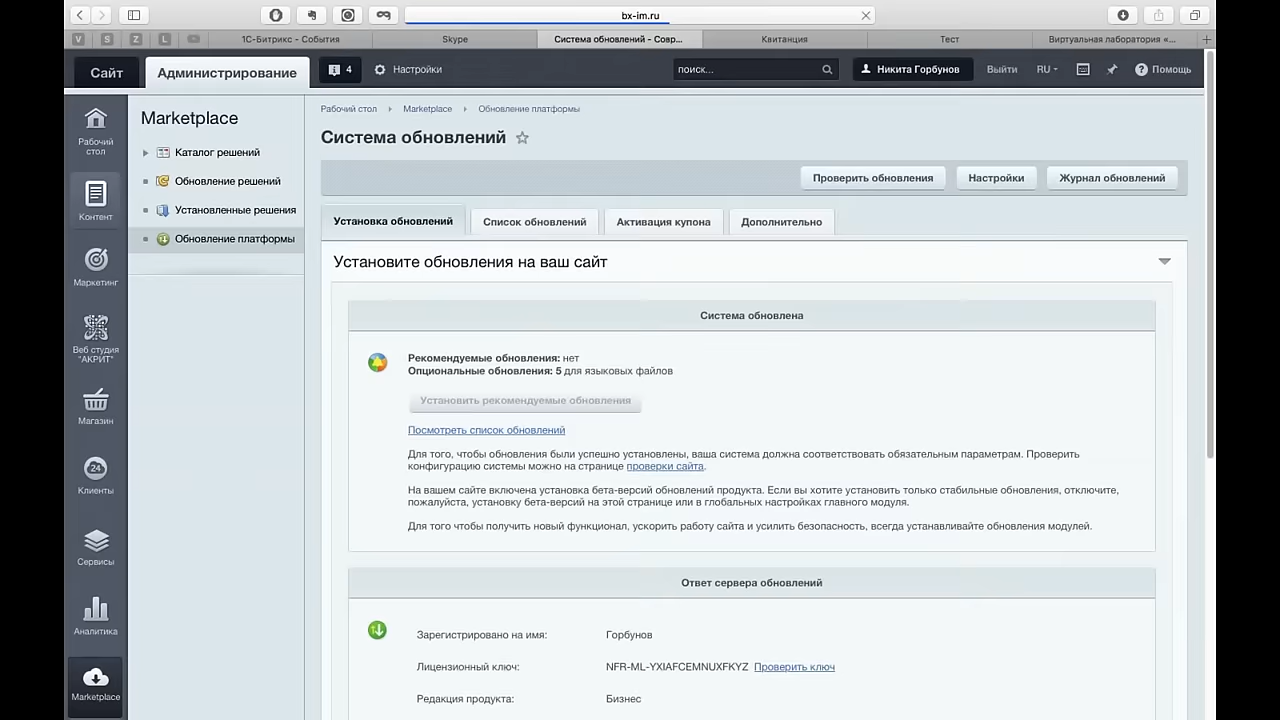 bx-im.ru
V S Z L 1С-Битрикс - События Skype Система обновлений - Совр... Квитанция Тест Виртуальная лаборатория «...
Сайт Администрирование 4 Настройки поиск... Никита Горбунов Выйти RU Помощь
Рабочий стол
Контент
Маркетинг
Веб студия "АКРИТ"
Магазин
24
Клиенты
Сервисы
Аналитика
Marketplace
Marketplace
Каталог решений
Обновление решений
Установленные решения
Обновление платформы
Рабочий стол Marketplace Обновление платформы
Система обновлений
Проверить обновления Настройки Журнал обновлений
Установка обновлений Список обновлений Активация купона Дополнительно
Установите обновления на ваш сайт
Система обновлена
Рекомендуемые обновления: нет
Опциональные обновления: 5 для языковых файлов
Установить рекомендуемые обновления
Посмотреть список обновлений
Для того, чтобы обновления были успешно установлены, ваша система должна соответствовать обязательным параметрам. Проверить
конфигурацию системы можно на странице проверки сайта.
На вашем сайте включена установка бета-версий обновлений продукта. Если вы хотите установить только стабильные обновления, отключите,
пожалуйста, установку бета-версий на этой странице или в глобальных настройках главного модуля.
Для того чтобы получить новый функционал, ускорить работу сайта и усилить безопасность, всегда устанавливайте обновления модулей.
Ответ сервера обновлений
Зарегистрировано на имя: Горбунов
Лицензионный ключ: NFR-ML-YXIAFCEMNUXFKYZ Проверить ключ
Редакция продукта: Бизнес